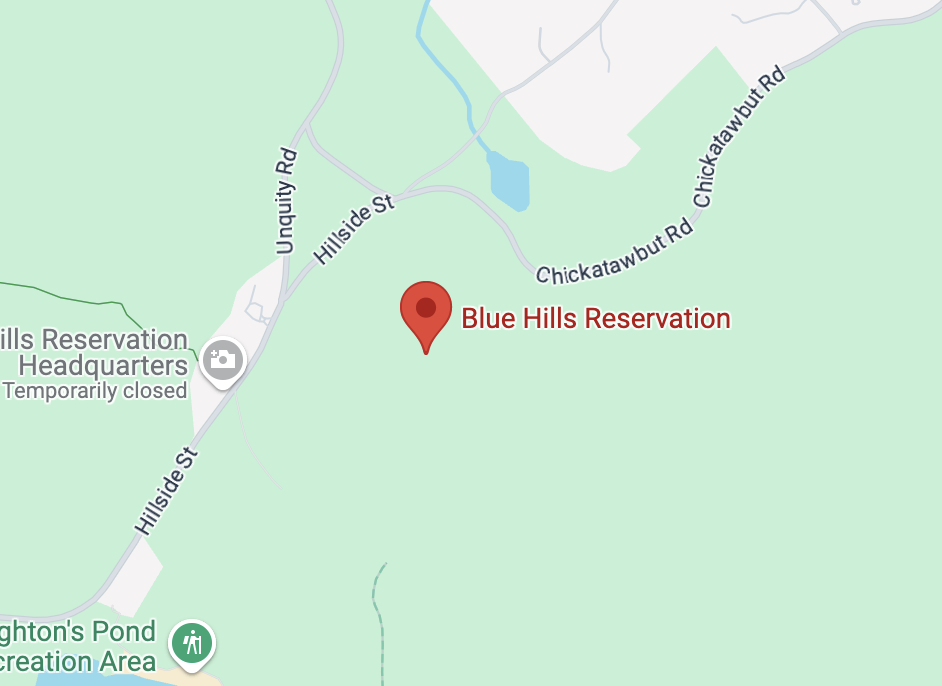 Chickatawbut Rd
Unquity Rd
Hillside St
Chickatawbut Rd
Blue Hills Reservation
ills Reservation
Headquarters
Temporarily closed
Hillside St
ghton's Pond
creation Area